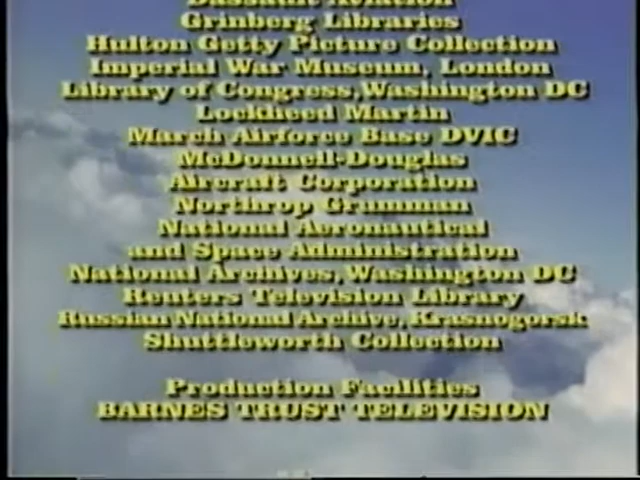 Dassault Aviation
Grinberg Libraries
Hulton Getty Picture Collection
Imperial War Museum, London
Library of Congress,Washington DC
Lockheed Martin
March Airforce Base DVIC
McDonnell-Douglas
Aircraft Corporation
Northrop Grumman
National Aeronautical
and Space Administration
National Archives,Washington DC
Reuters Television Library
Russian National Archive, Krasnogorsk
Shuttleworth Collection
Production Facilities
BARNES TRUST TELEVISION